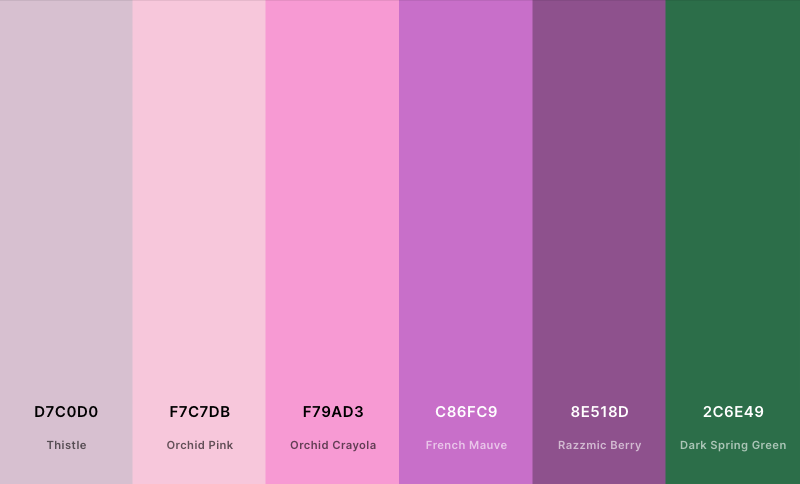 D7C0D0 F7C7DB F79AD3 C86FC9 8E518D 2C6E49
Thistle Orchid Pink Orchid Crayola French Mauve Razzmic Berry Dark Spring Green